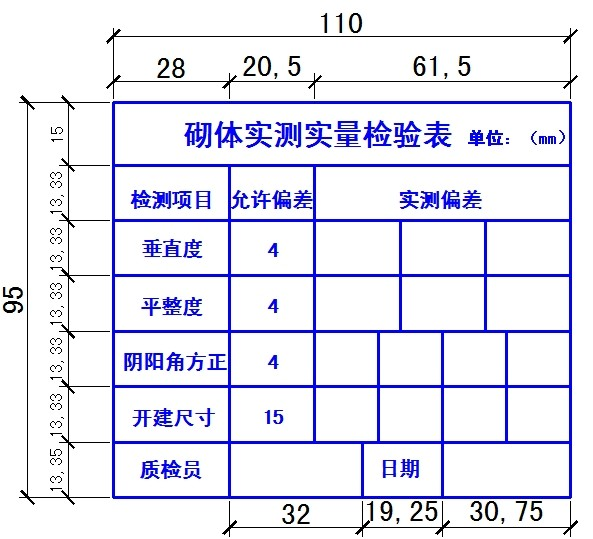 110
28 20,5 61,5
15
砌体实测实量检验表 单位：（mm）
13,33
检测项目 允许偏差 实测偏差
13,33
垂直度 4
95
13,33
平整度 4
13,33
阴阳角方正 4
13,33
开建尺寸 15
13,35
质检员 日期
32 19,25 30,75